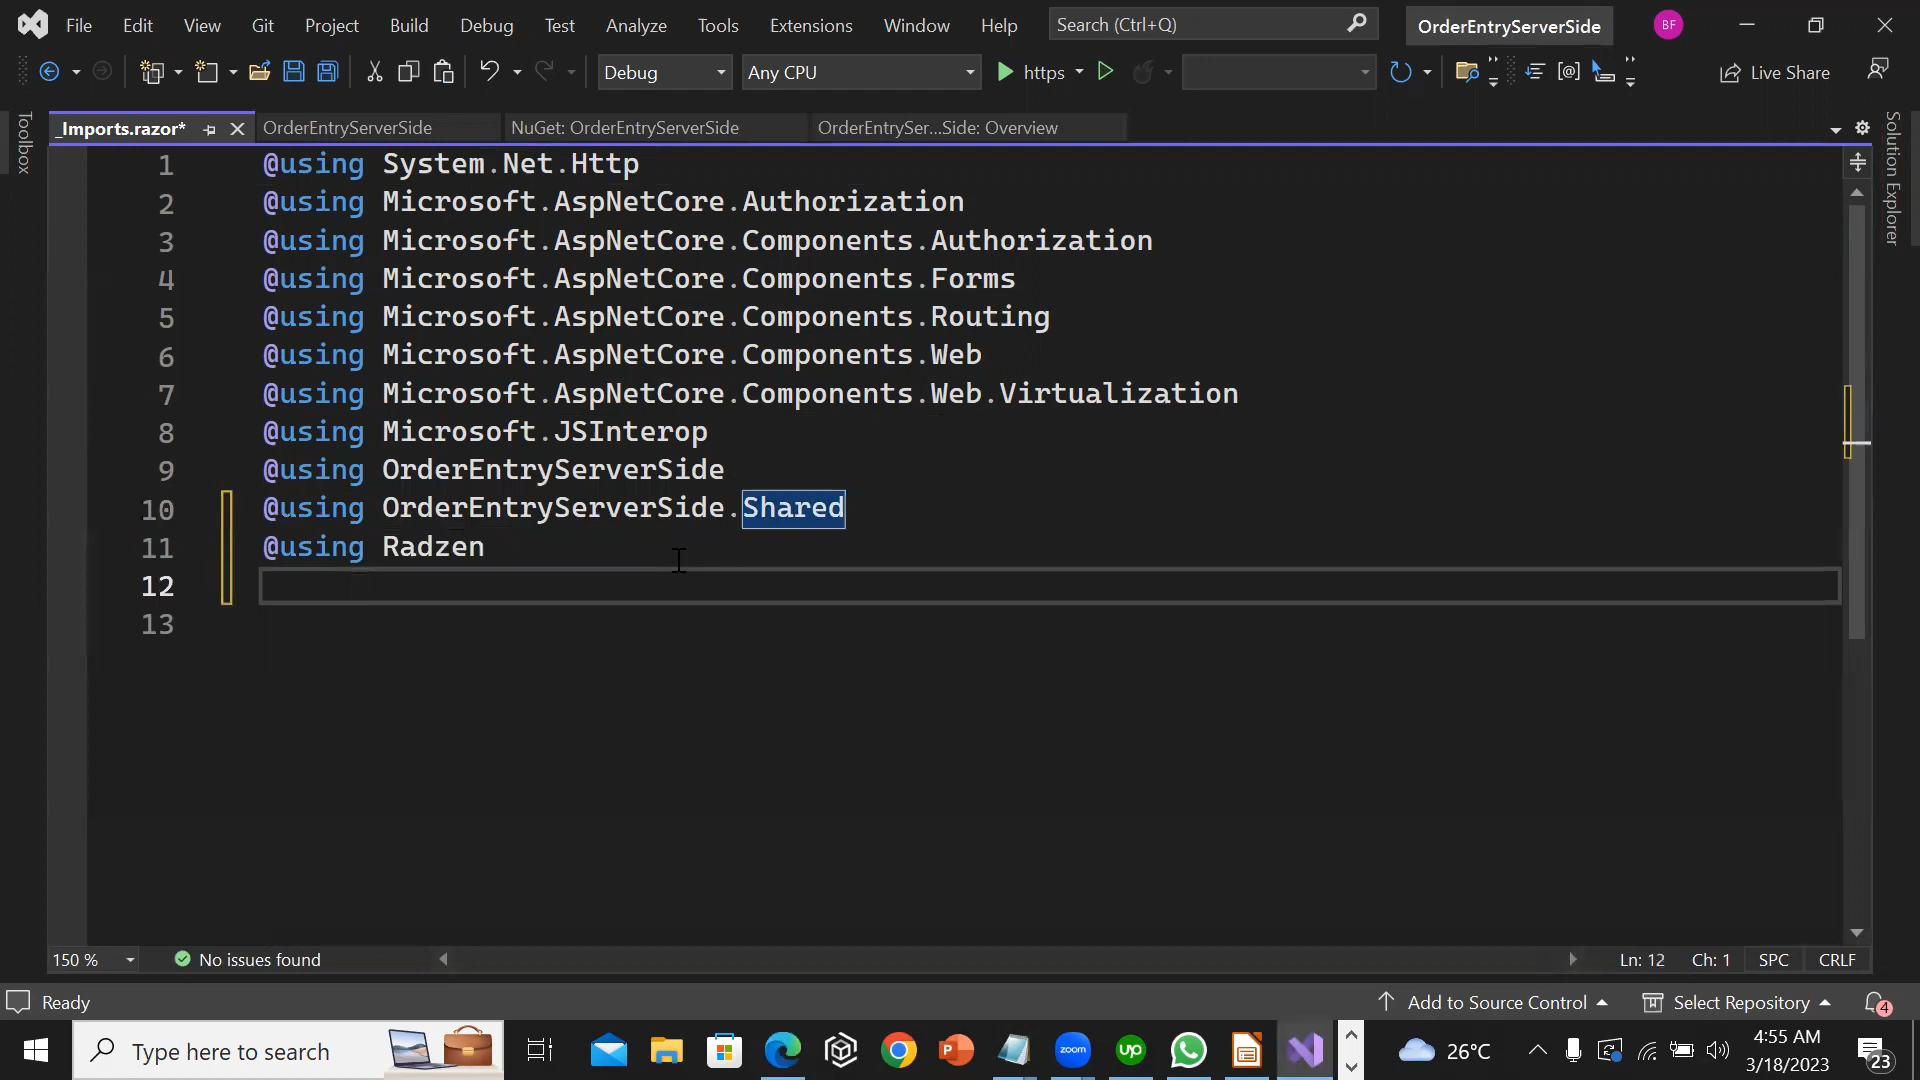 File Edit View Git Project Build Debug Test Analyze Tools Extensions Window Help Search (Ctrl+Q) OrderEntryServerSide BF
Debug Any CPU https Live Share
Toolbox
_Imports.razor* OrderEntryServerSide NuGet: OrderEntryServerSide OrderEntrySer...Side: Overview
Solution Explorer
1 @using System.Net.Http
2 @using Microsoft.AspNetCore.Authorization
3 @using Microsoft.AspNetCore.Components.Authorization
4 @using Microsoft.AspNetCore.Components.Forms
5 @using Microsoft.AspNetCore.Components.Routing
6 @using Microsoft.AspNetCore.Components.Web
7 @using Microsoft.AspNetCore.Components.Web.Virtualization
8 @using Microsoft.JSInterop
9 @using OrderEntryServerSide
10 @using OrderEntryServerSide.Shared
11 @using Radzen
12
13
150 % No issues found Ln: 12 Ch: 1 SPC CRLF
Ready Add to Source Control Select Repository 4
Type here to search zoom up 26°C 4:55 AM
3/18/2023 23